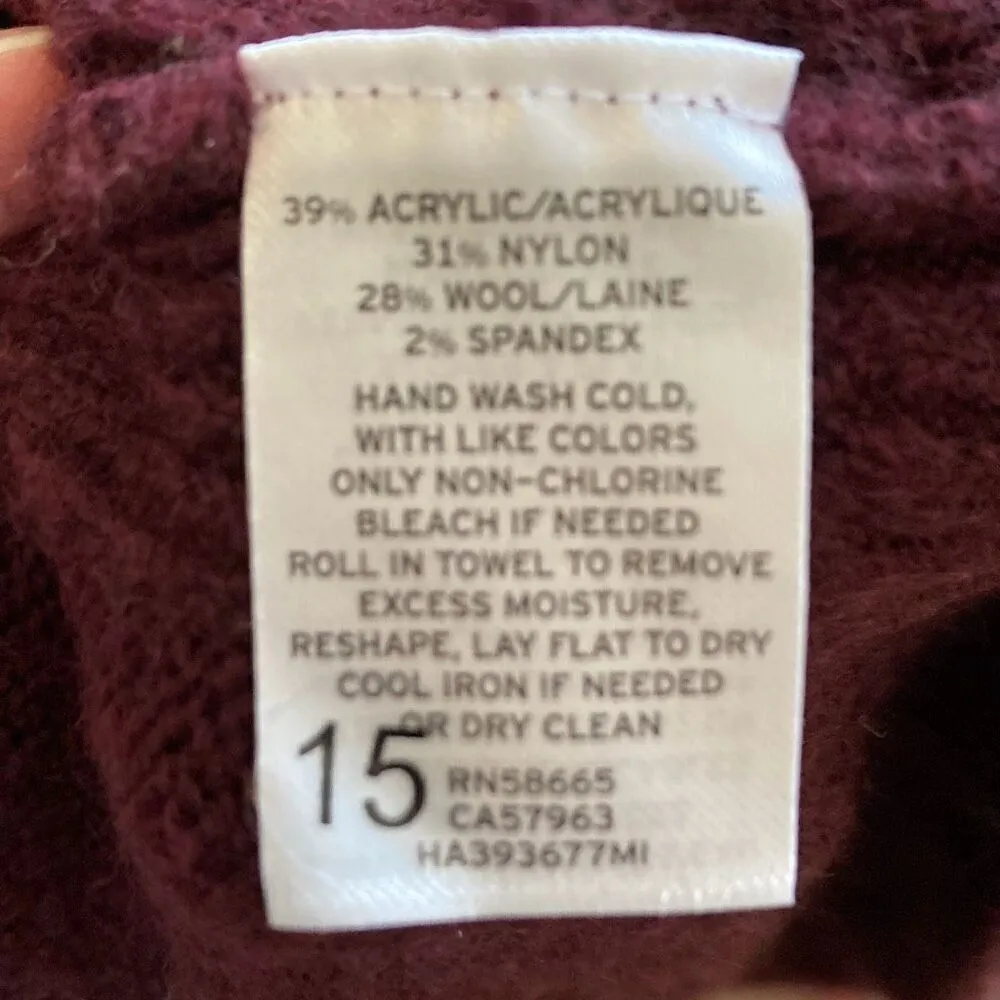 39% ACRYLIC/ACRYLIQUE
31% NYLON
28% WOOL/LAINE
2% SPANDEX
HAND WASH COLD,
WITH LIKE COLORS
ONLY NON-CHLORINE
BLEACH IF NEEDED
ROLL IN TOWEL TO REMOVE
EXCESS MOISTURE,
RESHAPE, LAY FLAT TO DRY
COOL IRON IF NEEDED
OR DRY CLEAN
15
RN58665
CA57963
HA393677MI